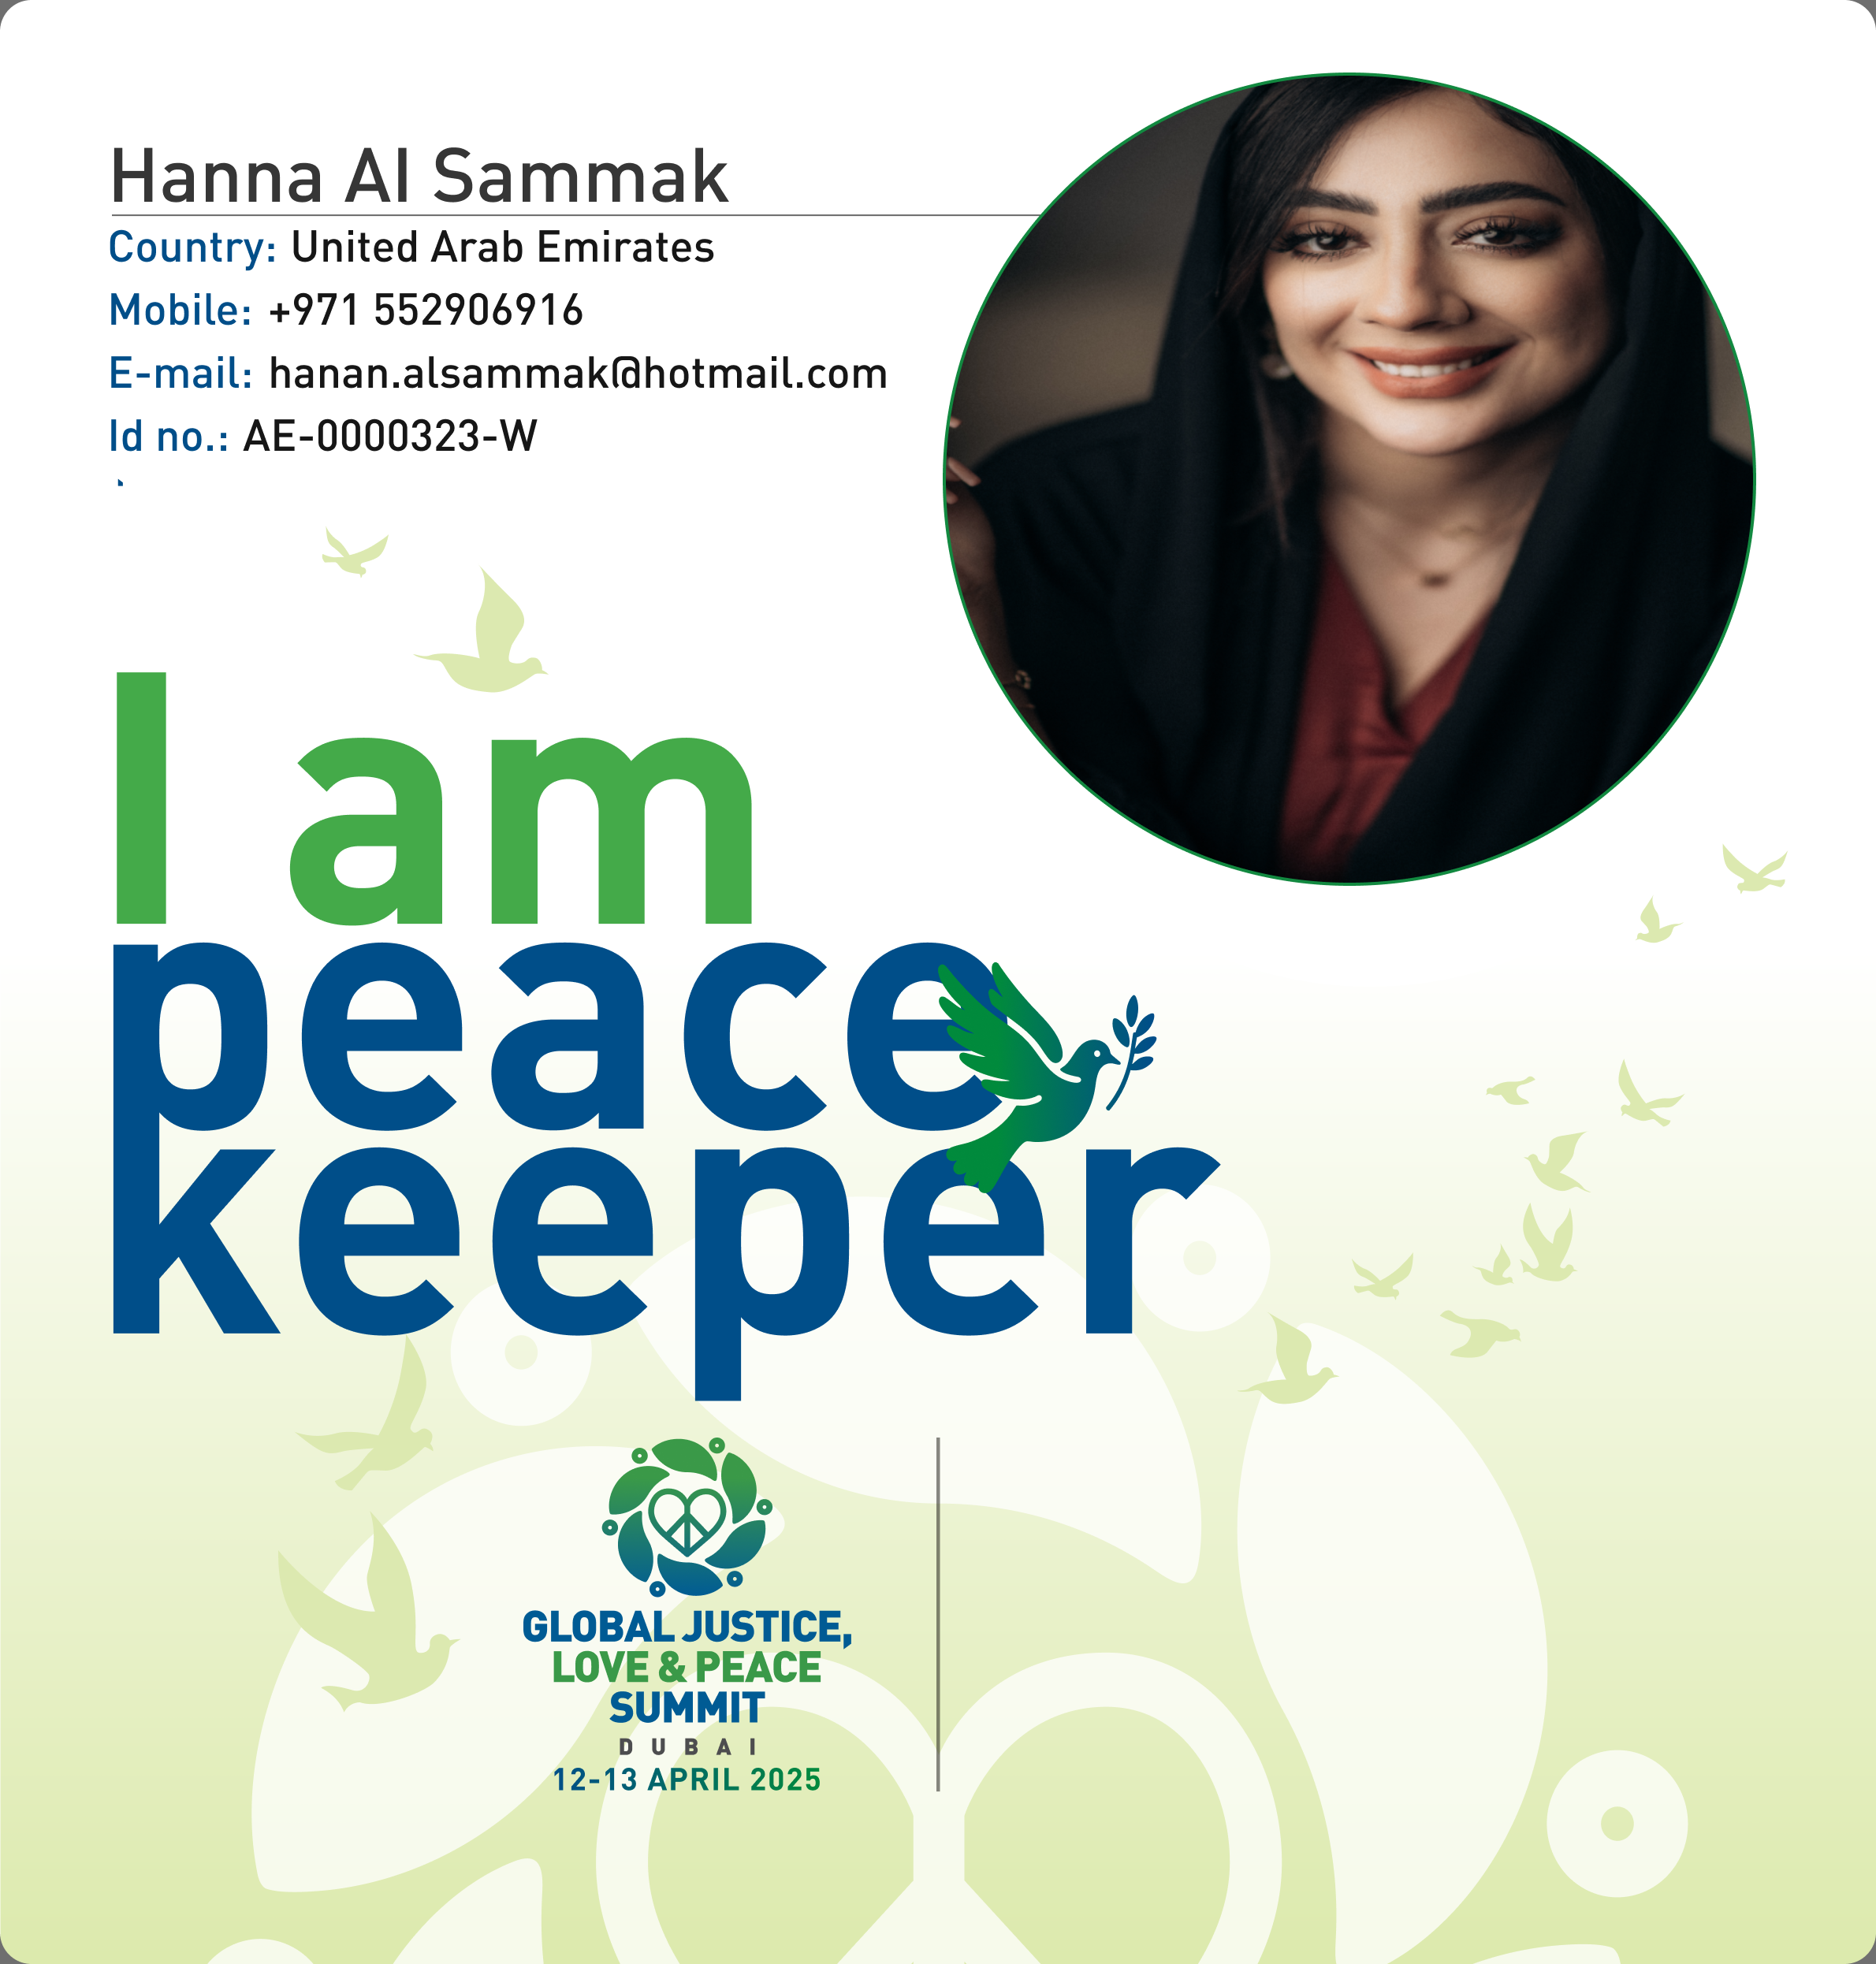 Hanna Al Sammak
Country: United Arab Emirates
Mobile: +971 552906916
E-mail: hanan.alsammak@hotmail.com
Id no.: AE-0000323-W
I am
peace
keeper
GLOBAL JUSTICE,
LOVE & PEACE
SUMMIT
DUBAI
12-13 APRIL 2025